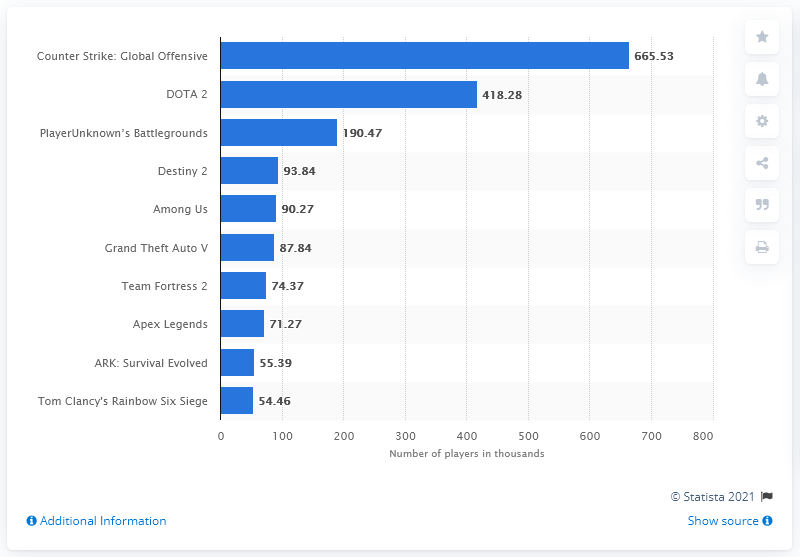 Counter Strike: Global Offensive 665.53
DOTA 2 418.28
PlayerUnknown’s Battlegrounds 190.47
Destiny 2 93.84
Among Us 90.27
Grand Theft Auto V 87.84
Team Fortress 2 74.37
Apex Legends 71.27
ARK: Survival Evolved 55.39
Tom Clancy's Rainbow Six Siege 54.46
0 100 200 300 400 500 600 700 800
Number of players in thousands
© Statista 2021
Additional Information Show source